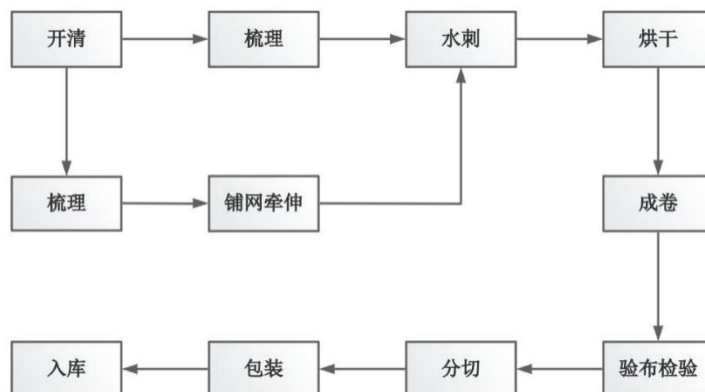 开清
梳理
水刺
烘干
梳理
铺网牵伸
成卷
入库
包装
分切
验布检验